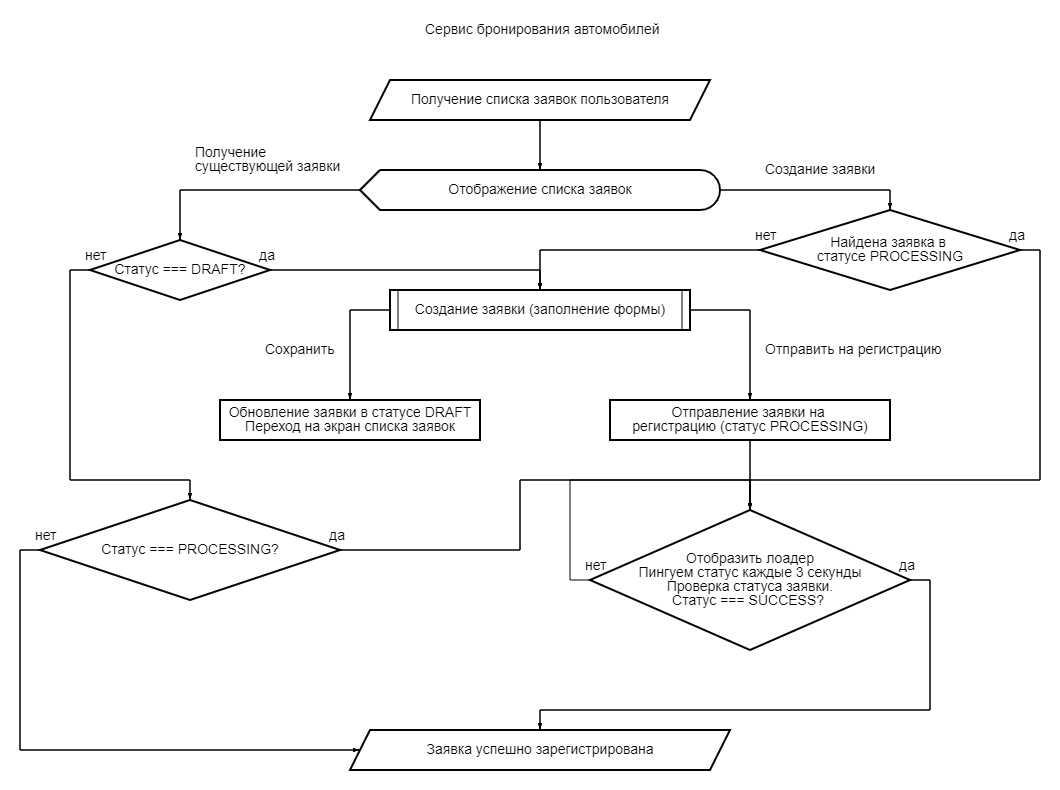 Сервис бронирования автомобилей
Получение списка заявок пользователя
Получение
существующей заявки
Отображение списка заявок
Создание заявки
нет
Статус === DRAFT?
да
нет
Найдена заявка в
статусе PROCESSING
да
Создание заявки (заполнение формы)
Сохранить
Отправить на регистрацию
Обновление заявки в статусе DRAFT
Переход на экран списка заявок
Отправление заявки на
регистрацию (статус PROCESSING)
нет
Статус === PROCESSING?
да
нет
Отобразить лоадер
Пингуем статус каждые 3 секунды
Проверка статуса заявки.
Статус === SUCCESS?
да
Заявка успешно зарегистрирована